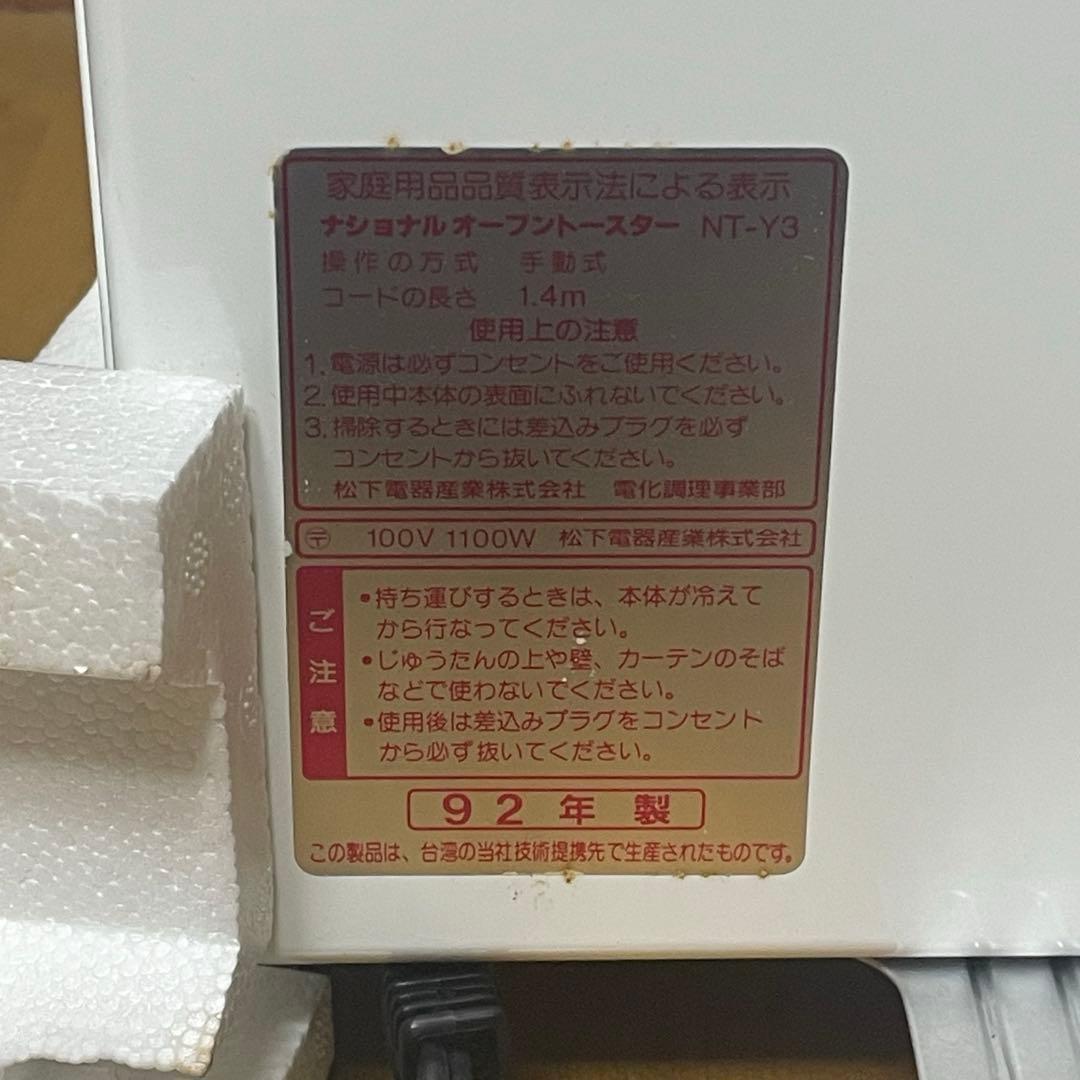 家庭用品品質表示法による表示
ナショナル オーブントースター NT-Y3
操作の方式 手動式
コードの長さ 1.4m
使用上の注意
1. 電源は必ずコンセントをご使用ください。
2. 使用中本体の表面にふれないでください。
3. 掃除するときには差込みプラグを必ず
コンセントから抜いてください。
松下電器産業株式会社 電化調理事業部
〒 100V 1100W 松下電器産業株式会社
ご注意
•持ち運びするときは、本体が冷えて
から行なってください。
•じゅうたんの上や壁、カーテンのそば
などで使わないでください。
•使用後は差込みプラグをコンセント
から必ず抜いてください。
92年製
この製品は、台湾の当社技術提携先で生産されたものです。